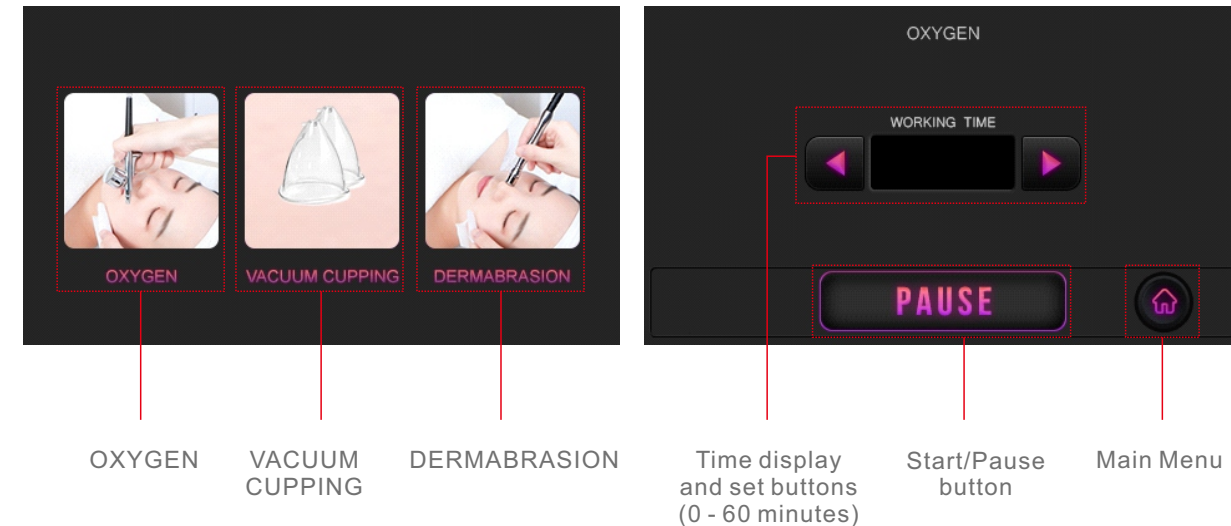 OXYGEN
VACUUM CUPPING
DERMABRASION
OXYGEN
VACUUM
CUPPING
DERMABRASION
OXYGEN
WORKING TIME
PAUSE
Time display
and set buttons
(0 - 60 minutes)
Start/Pause
button
Main Menu